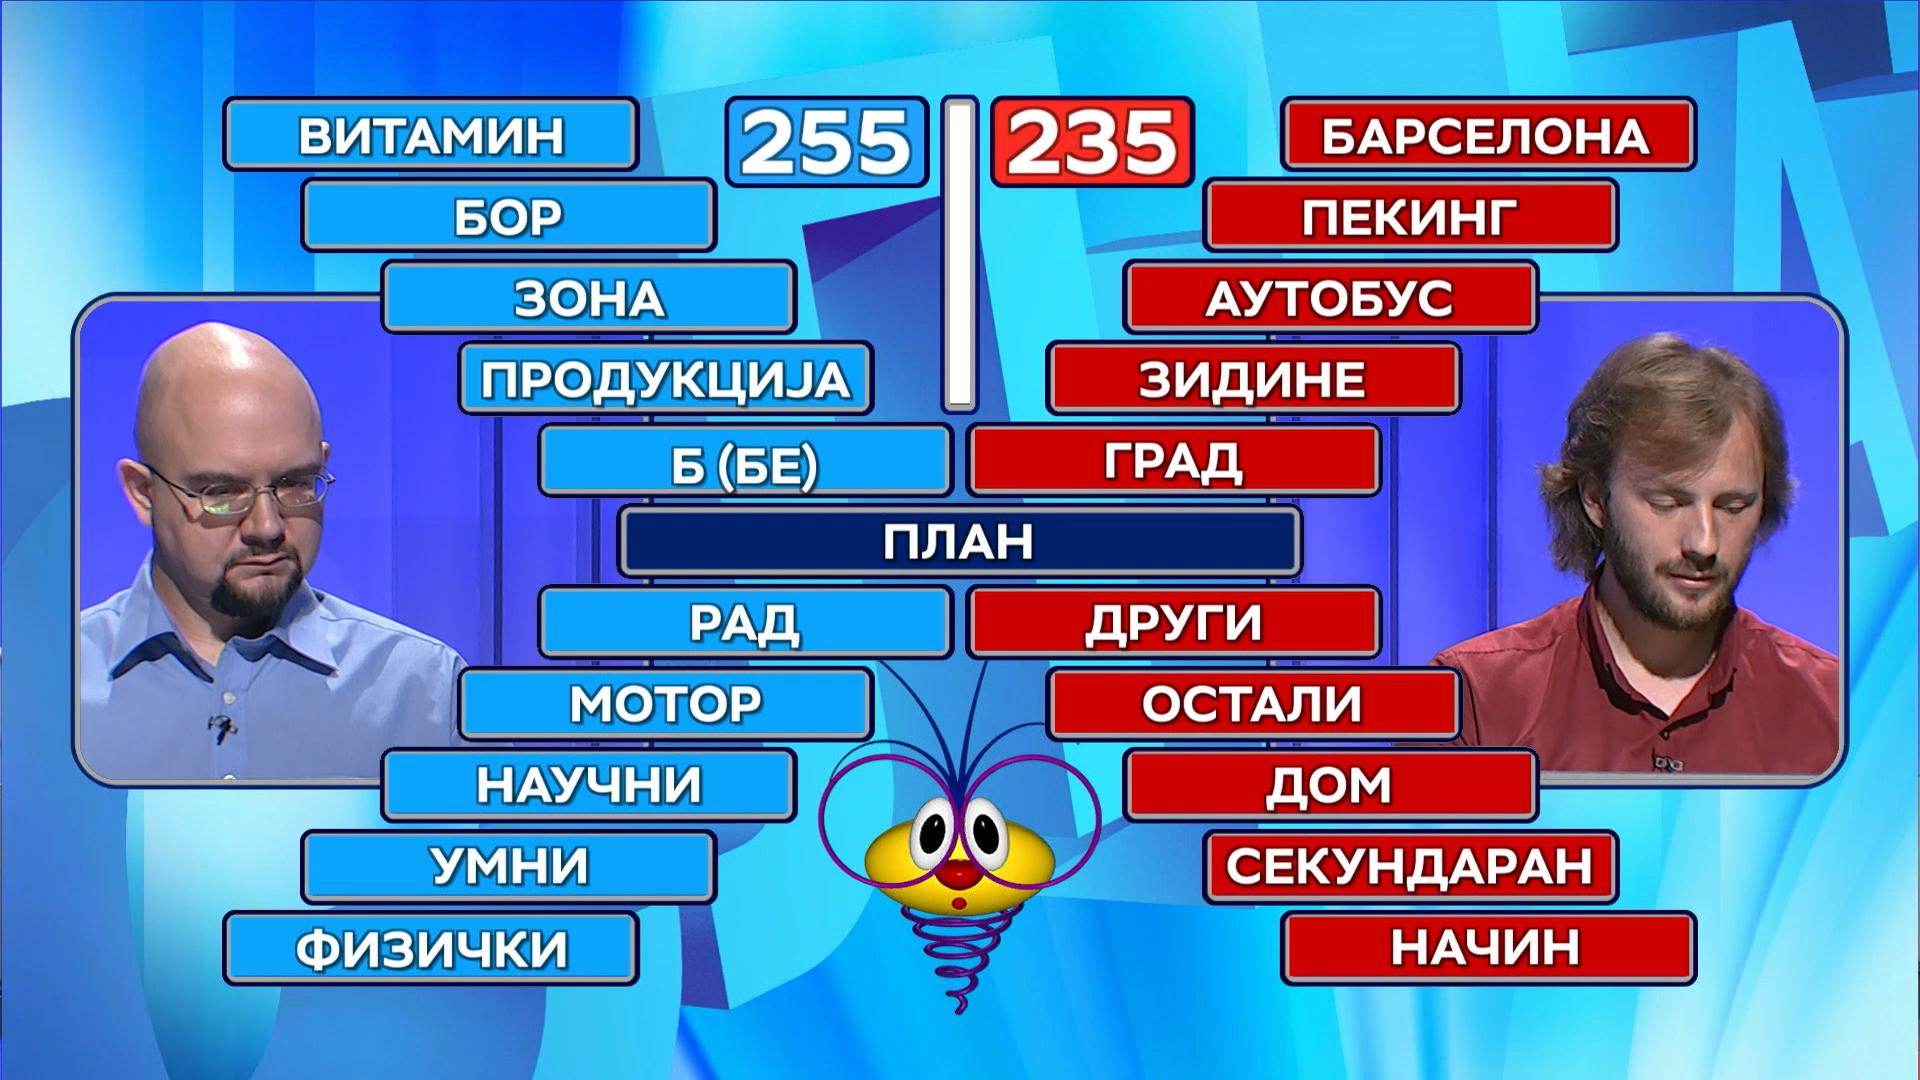 ВИТАМИН
255
235
БАРСЕЛОНА
БОР
ПЕКИНГ
ЗОНА
АУТОБУС
ПРОДУКЦИЈА
ЗИДИНЕ
Б (БЕ)
ГРАД
ПЛАН
РАД
ДРУГИ
МОТОР
ОСТАЛИ
НАУЧНИ
ДОМ
УМНИ
СЕКУНДАРАН
ФИЗИЧКИ
НАЧИН